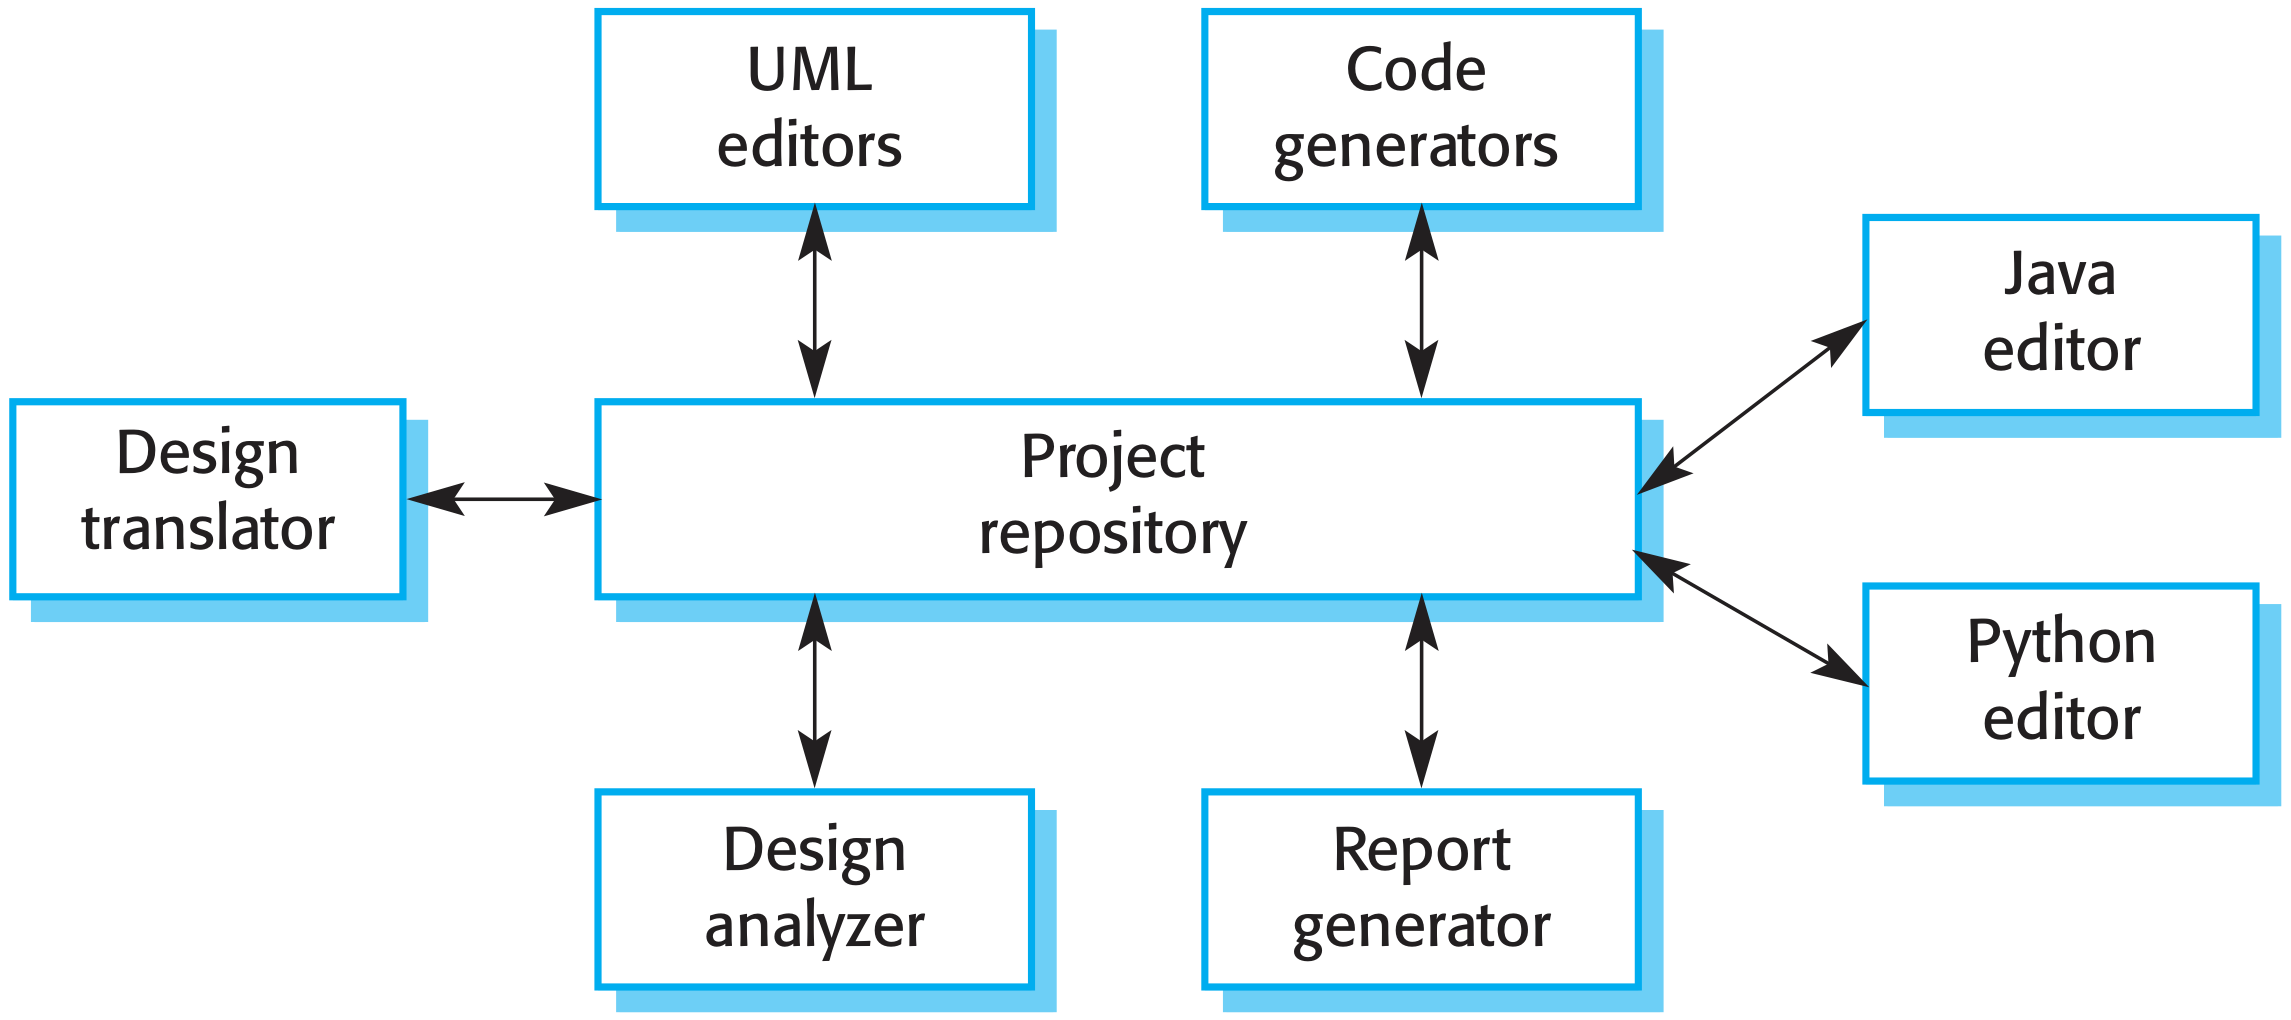 UML
editors
Code
generators
Java
editor
Design
translator
Project
repository
Python
editor
Design
analyzer
Report
generator